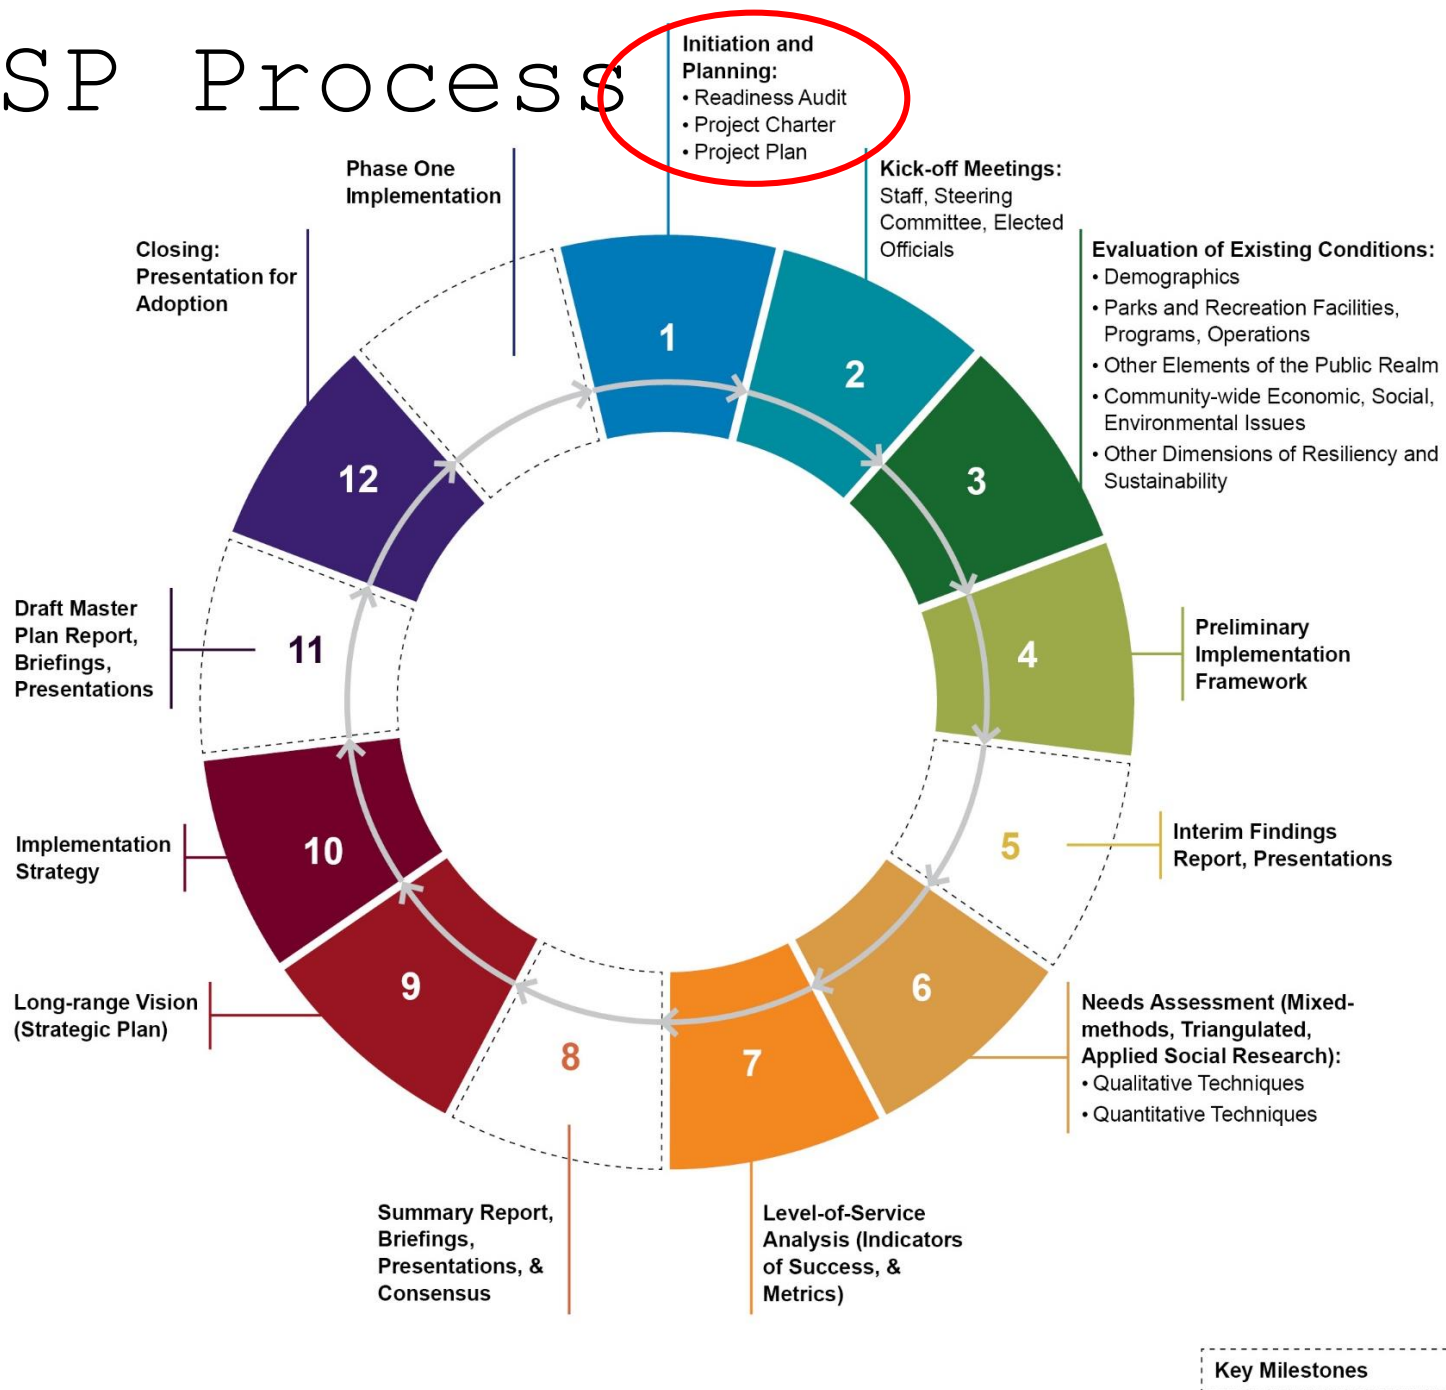 SP Process
Initiation and
Planning:
• Readiness Audit
• Project Charter
• Project Plan
Kick-off Meetings:
Staff, Steering
Committee, Elected
Officials
Evaluation of Existing Conditions:
• Demographics
• Parks and Recreation Facilities,
Programs, Operations
• Other Elements of the Public Realm
• Community-wide Economic, Social,
Environmental Issues
• Other Dimensions of Resiliency and
Sustainability
Preliminary
Implementation
Framework
Interim Findings
Report, Presentations
Needs Assessment (Mixed-
methods, Triangulated,
Applied Social Research):
• Qualitative Techniques
• Quantitative Techniques
Level-of-Service
Analysis (Indicators
of Success, &
Metrics)
Summary Report,
Briefings,
Presentations, &
Consensus
Long-range Vision
(Strategic Plan)
Implementation
Strategy
Draft Master
Plan Report,
Briefings,
Presentations
Closing:
Presentation for
Adoption
Phase One
Implementation
1
2
3
4
5
6
7
8
9
10
11
12
Key Milestones